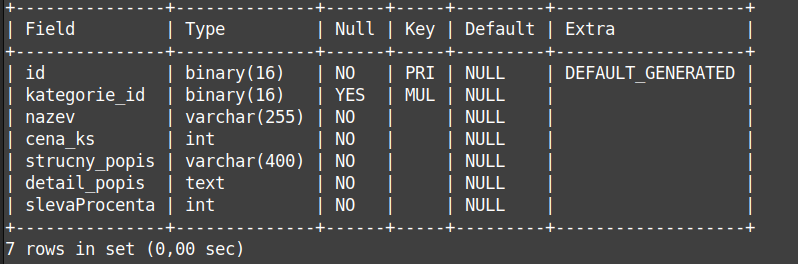 +---------------+--------------+------+-----+---------+-------------------+
| Field         | Type         | Null | Key | Default | Extra             |
+---------------+--------------+------+-----+---------+-------------------+
| id            | binary(16)   | NO   | PRI | NULL    | DEFAULT_GENERATED |
| kategorie_id  | binary(16)   | YES  | MUL | NULL    |                   |
| nazev         | varchar(255) | NO   |     | NULL    |                   |
| cena_ks       | int          | NO   |     | NULL    |                   |
| strucny_popis | varchar(400) | NO   |     | NULL    |                   |
| detail_popis  | text         | NO   |     | NULL    |                   |
| slevaProcenta | int          | NO   |     | NULL    |                   |
+---------------+--------------+------+-----+---------+-------------------+
7 rows in set (0,00 sec)